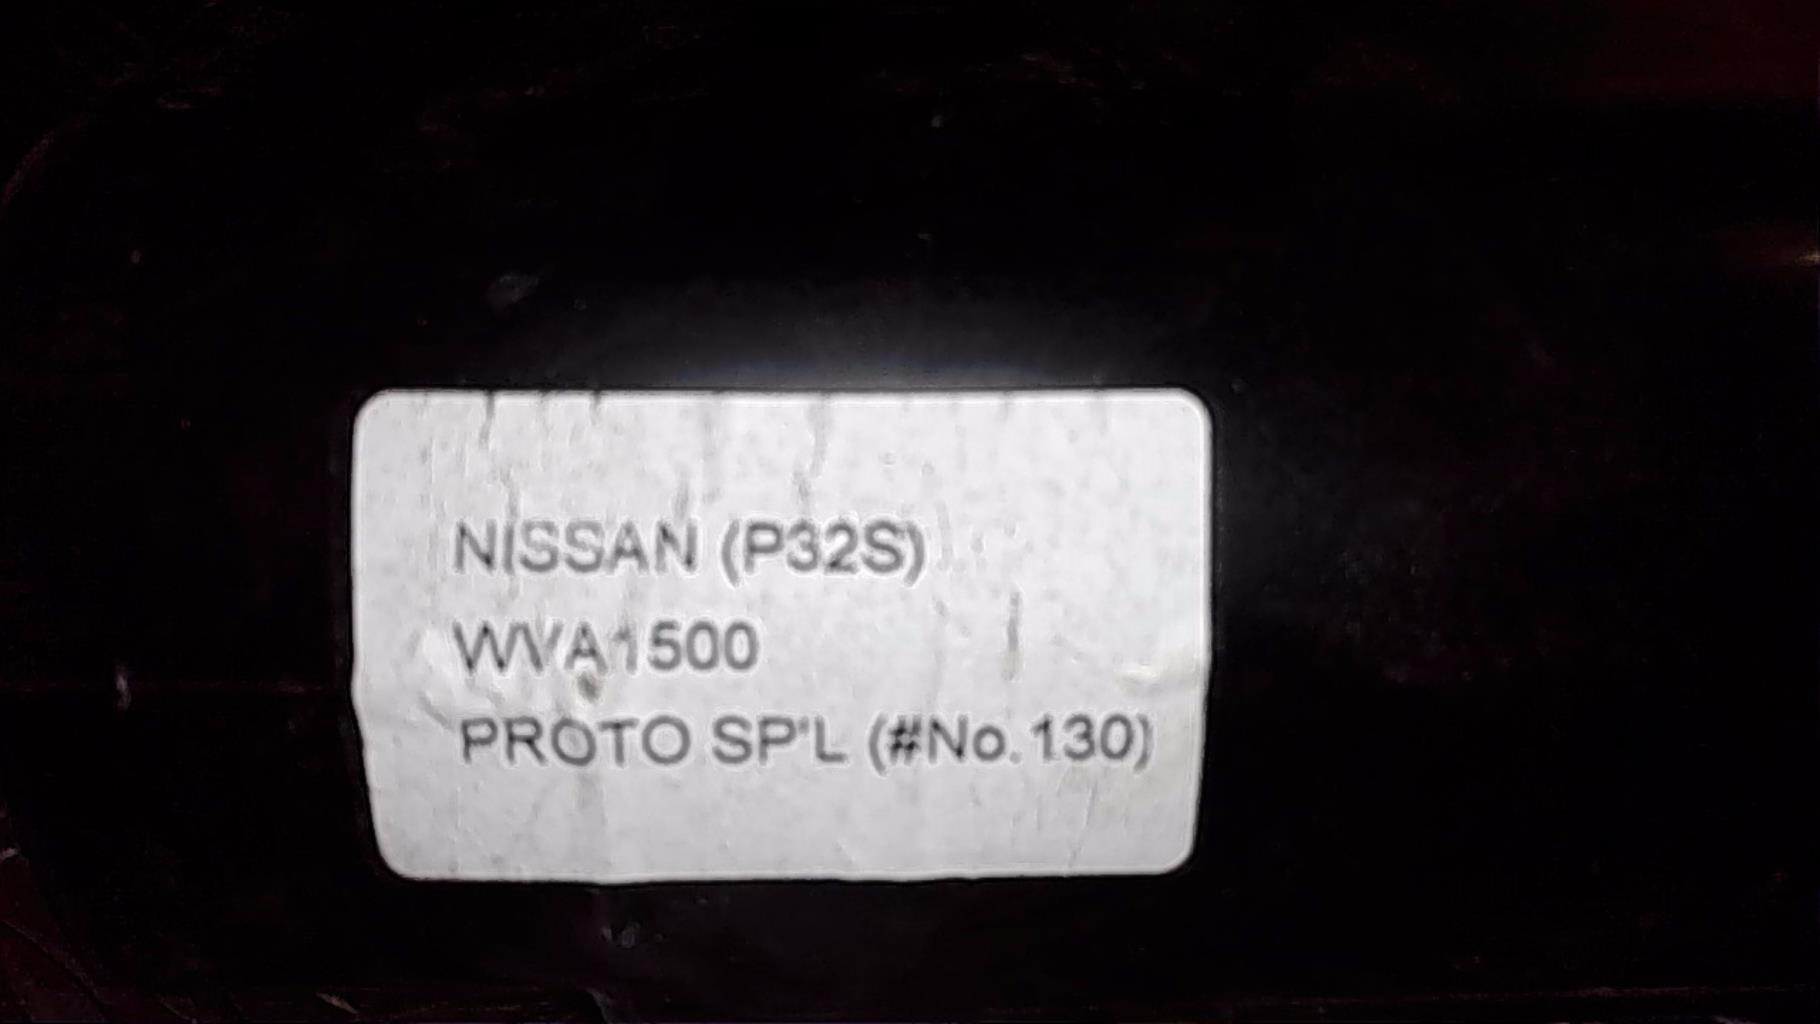 NISSAN (P32S)
WVA1500
PROTO SP'L (#No.130)